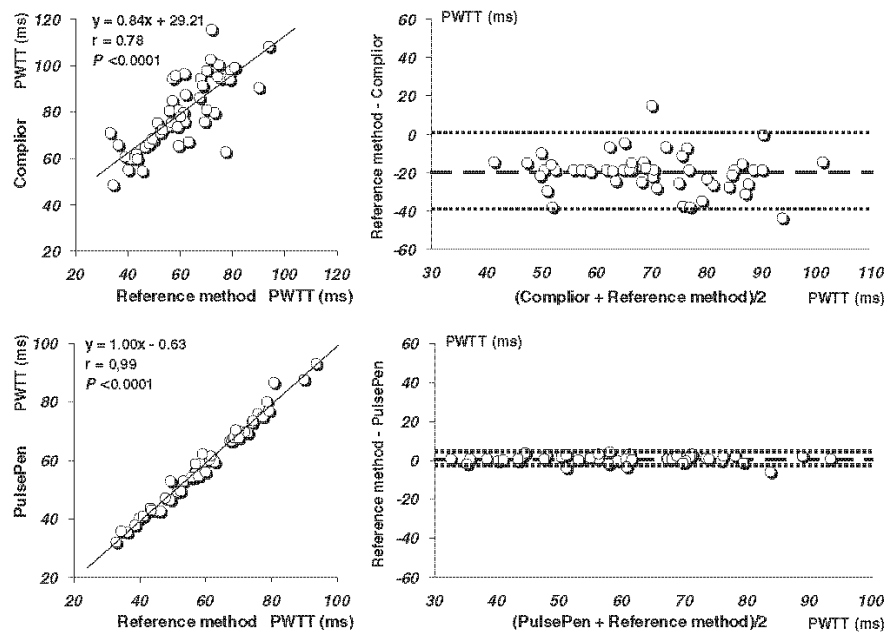 y = 0.84x + 29.21
r = 0.78
P <0.0001
Complior PWTT (ms)
120
100
80
60
40
20
20 40 60 80 100 120
Reference method PWTT (ms)
PWTT (ms)
Reference method - Complior
60
40
20
0
-20
-40
-60
30 40 50 60 70 80 90 100 110
(Complior + Reference method)/2 PWTT (ms)
y = 1.00x - 0.63
r = 0,99
P <0.0001
PulsePen PWTT (ms)
100
80
60
40
20
20 40 60 80 100
Reference method PWTT (ms)
PWTT (ms)
Reference method - PulsePen
60
40
20
0
-20
-40
-60
30 40 50 60 70 80 90 100
(PulsePen + Reference method)/2 PWTT (ms)